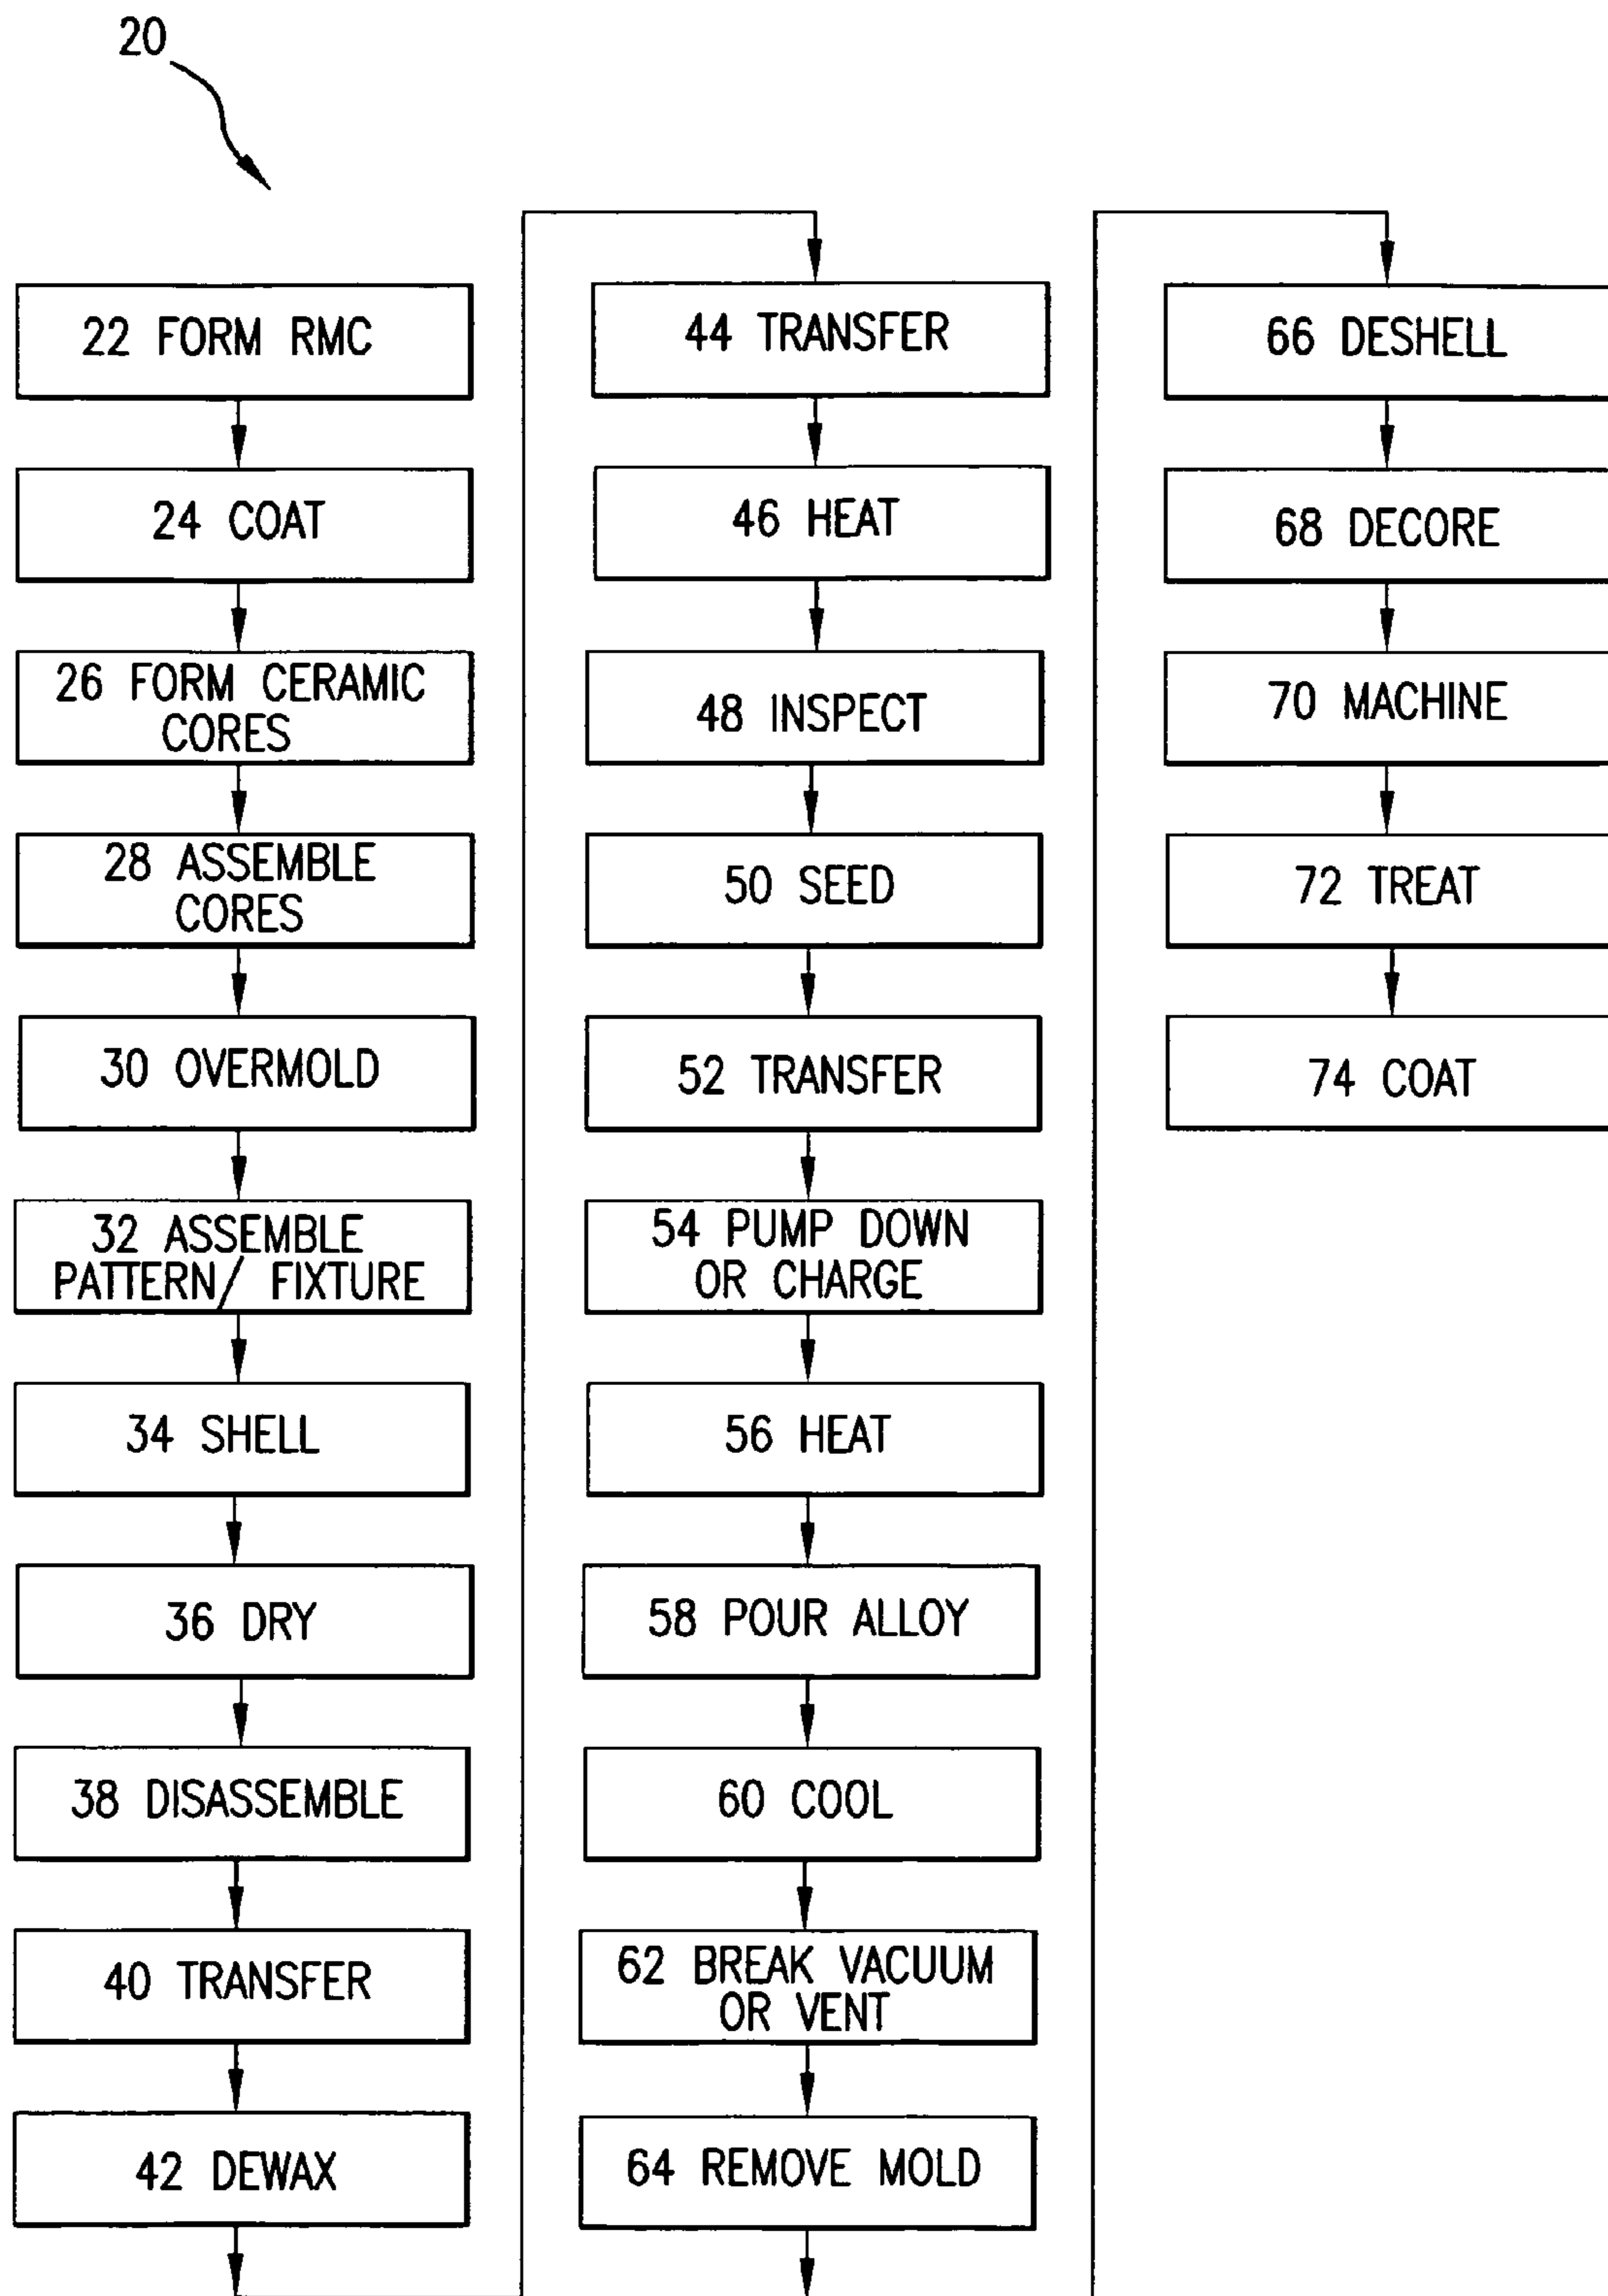 20
22 FORM RMC
24 COAT
26 FORM CERAMIC
CORES
28 ASSEMBLE
CORES
30 OVERMOLD
32 ASSEMBLE
PATTERN/ FIXTURE
34 SHELL
36 DRY
38 DISASSEMBLE
40 TRANSFER
42 DEWAX
44 TRANSFER
46 HEAT
48 INSPECT
50 SEED
52 TRANSFER
54 PUMP DOWN
OR CHARGE
56 HEAT
58 POUR ALLOY
60 COOL
62 BREAK VACUUM
OR VENT
64 REMOVE MOLD
66 DESHELL
68 DECORE
70 MACHINE
72 TREAT
74 COAT